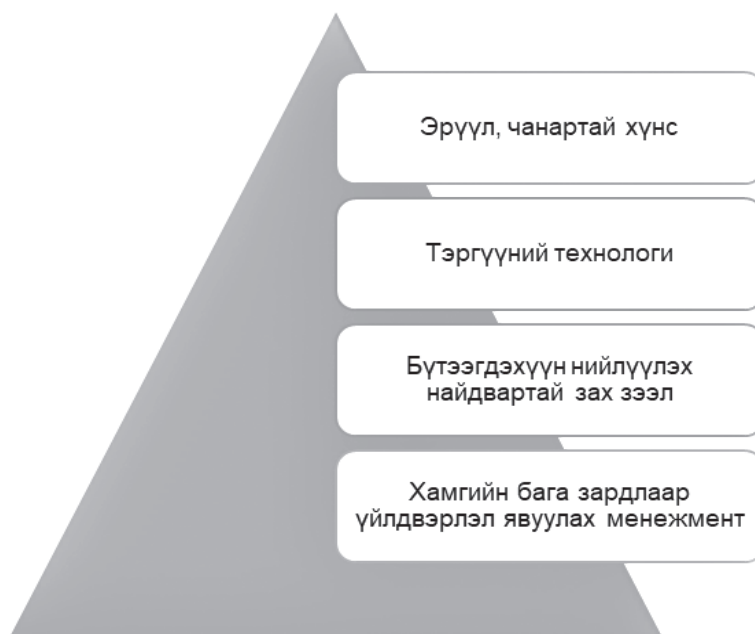 Эрүүл, чанартай хүнс
Тэргүүний технологи
Бүтээгдэхүүн нийлүүлэх
найдвартай зах зээл
Хамгийн бага зардлаар
үйлдвэрлэл явуулах менежмент